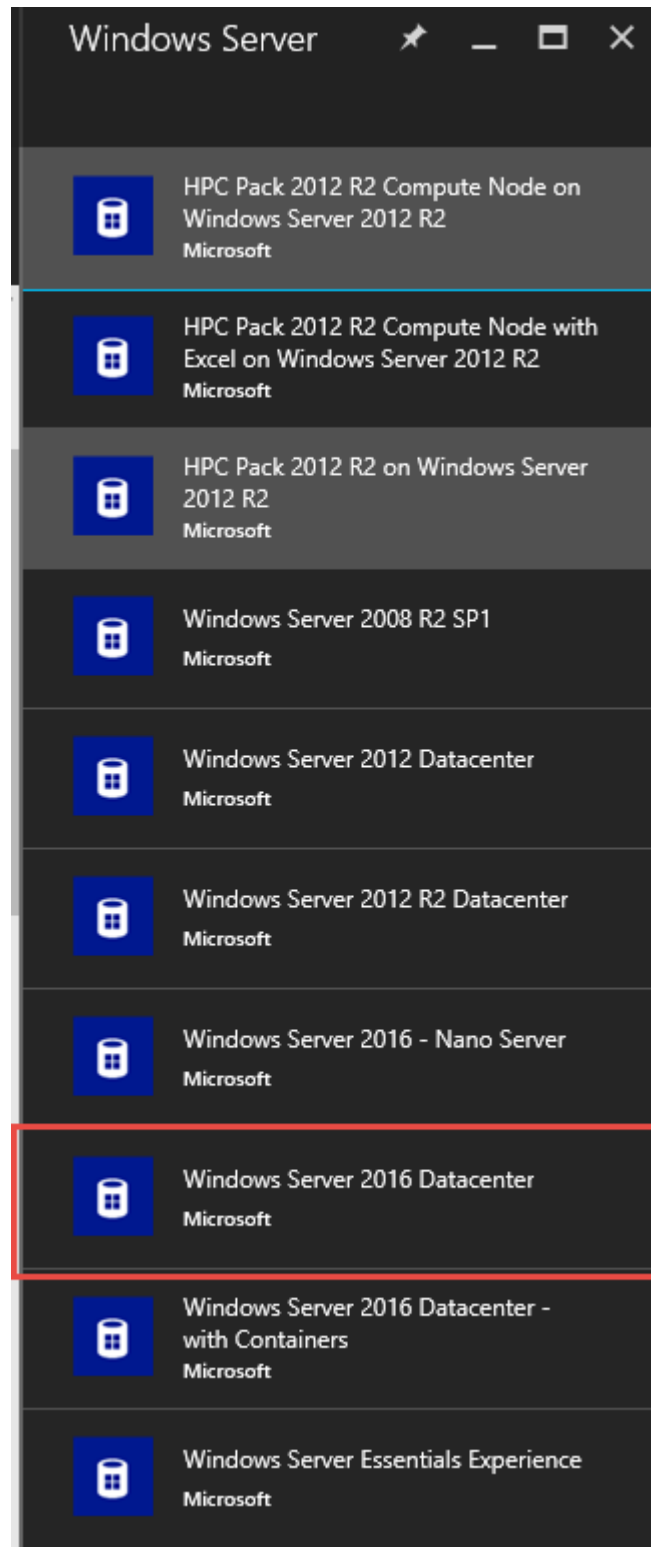 Windows Server
HPC Pack 2012 R2 Compute Node on
Windows Server 2012 R2
Microsoft
HPC Pack 2012 R2 Compute Node with
Excel on Windows Server 2012 R2
Microsoft
HPC Pack 2012 R2 on Windows Server
2012 R2
Microsoft
Windows Server 2008 R2 SP1
Microsoft
Windows Server 2012 Datacenter
Microsoft
Windows Server 2012 R2 Datacenter
Microsoft
Windows Server 2016 - Nano Server
Microsoft
Windows Server 2016 Datacenter
Microsoft
Windows Server 2016 Datacenter -
with Containers
Microsoft
Windows Server Essentials Experience
Microsoft